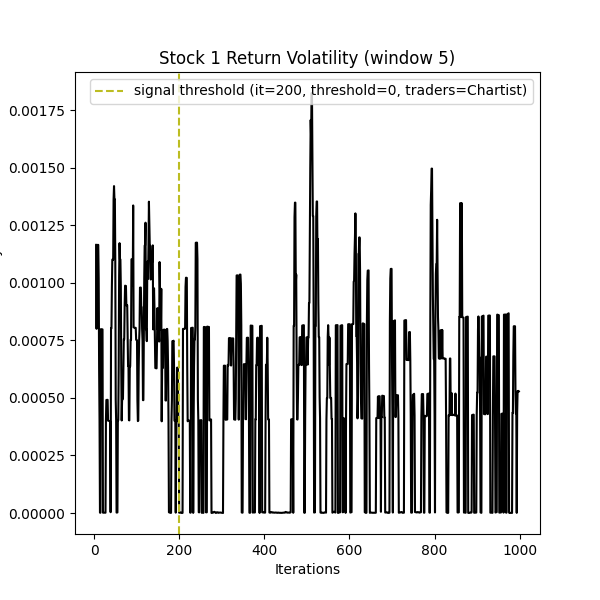 Stock 1 Return Volatility (window 5)
signal threshold (it=200, threshold=0, traders=Chartist)
0.00175
0.00150
0.00125
0.00100
0.00075
0.00050
0.00025
0.00000
0 200 400 600 800 1000
Iterations